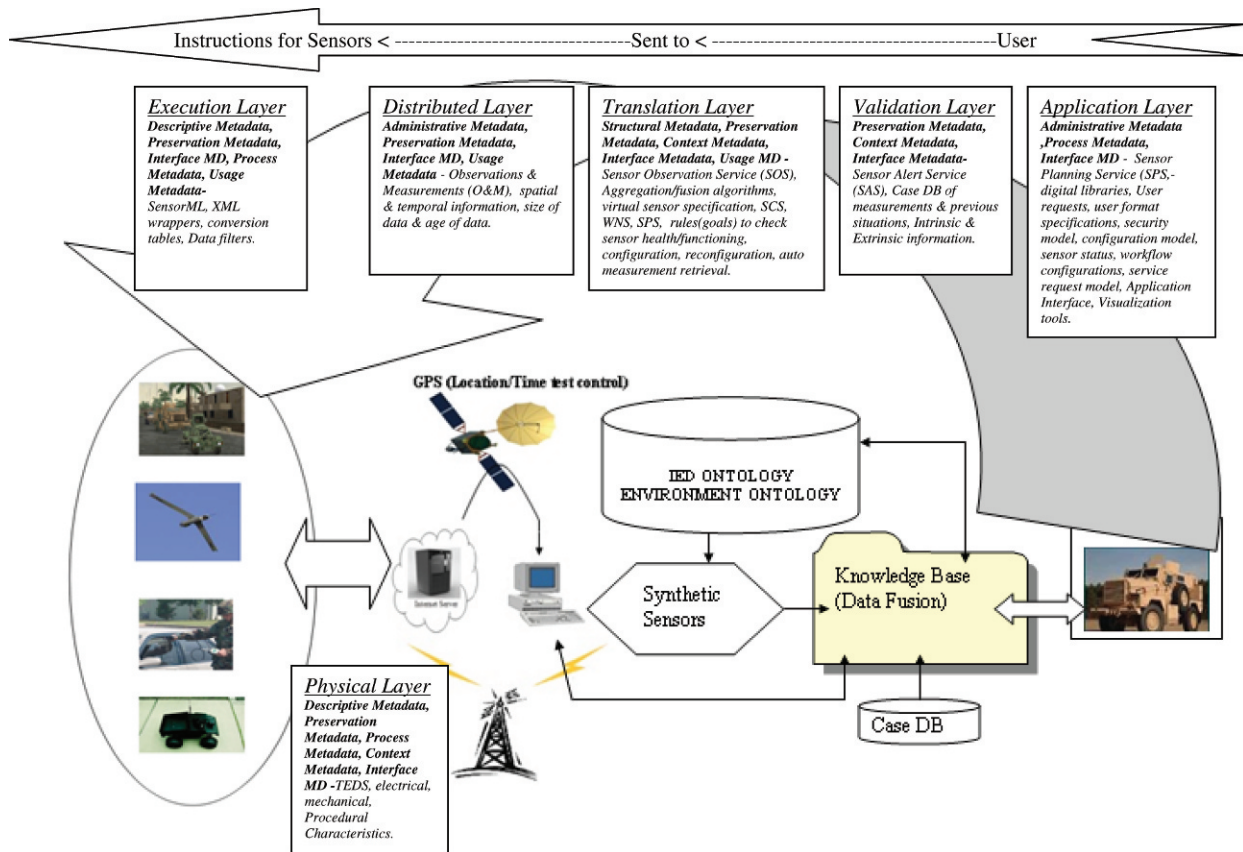 Instructions for Sensors < -----------------------------Sent to < ------------------------------------User
Execution Layer
Descriptive Metadata,
Preservation Metadata,
Interface MD, Process
Metadata, Usage
Metadata-
SensorML, XML
wrappers, conversion
tables, Data filters.
Distributed Layer
Administrative Metadata,
Preservation Metadata,
Interface MD, Usage
Metadata - Observations &
Measurements (O&M), spatial
& temporal information, size of
data & age of data.
Translation Layer
Structural Metadata, Preservation
Metadata, Context Metadata,
Interface Metadata, Usage MD -
Sensor Observation Service (SOS),
Aggregation/fusion algorithms,
virtual sensor specification, SCS,
WNS, SPS, rules(goals) to check
sensor health/functioning,
configuration, reconfiguration, auto
measurement retrieval.
Validation Layer
Preservation Metadata,
Context Metadata,
Interface Metadata-
Sensor Alert Service
(SAS), Case DB of
measurements & previous
situations, Intrinsic &
Extrinsic information.
Application Layer
Administrative Metadata
,Process Metadata,
Interface MD - Sensor
Planning Service (SPS,-
digital libraries, User
requests, user format
specifications, security
model, configuration model,
sensor status, workflow
configurations, service
request model, Application
Interface, Visualization
tools.
GPS (Location/Time test control)
IED ONTOLOGY
ENVIRONMENT ONTOLOGY
Internet Server
Synthetic
Sensors
Knowledge Base
(Data Fusion)
Case DB
Physical Layer
Descriptive Metadata,
Preservation
Metadata, Process
Metadata, Context
Metadata, Interface
MD -TEDS, electrical,
mechanical,
Procedural
Characteristics.